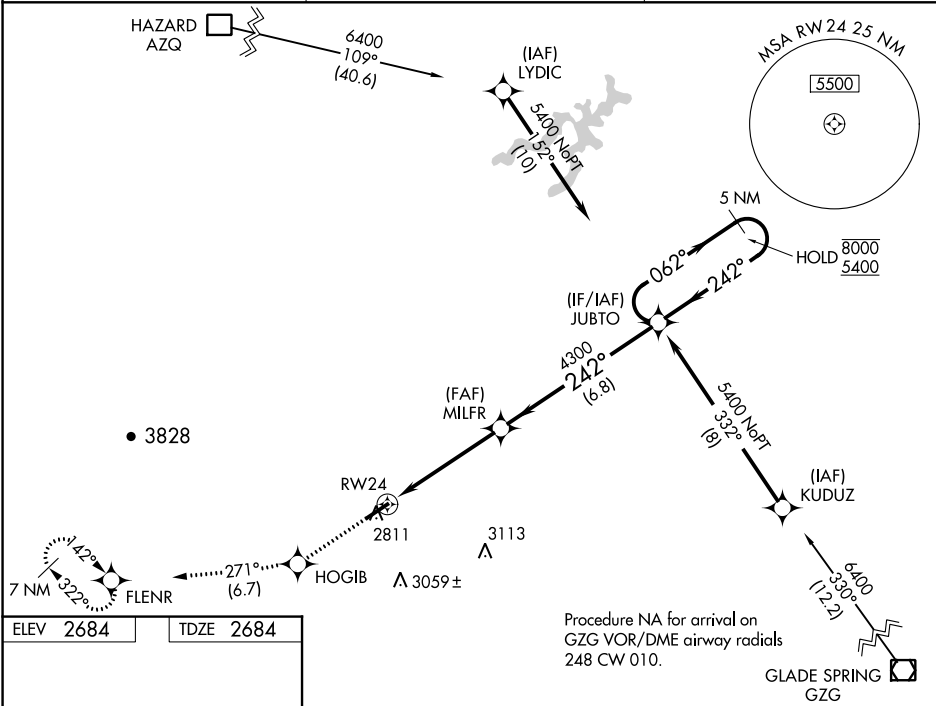 HAZARD
AZQ
6400
109°
(40.6)
(IAF)
LYDIC
5400 NoPT
152°
(10)
MSA RW24 25 NM
5500
5 NM
HOLD 8000
5400
062°
242°
(IF/IAF)
JUBTO
4300
242°
(6.8)
(FAF)
MILFR
5400 NoPT
332°
(8)
(IAF)
KUDUZ
3828
RW24
2811
3113
3059±
HOGIB
271°
(6.7)
FLENR
142°
322°
7 NM
6400
330°
(12.2)
GLADE SPRING
GZG
Procedure NA for arrival on
GZG VOR/DME airway radials
248 CW 010.
ELEV 2684
TDZE 2684